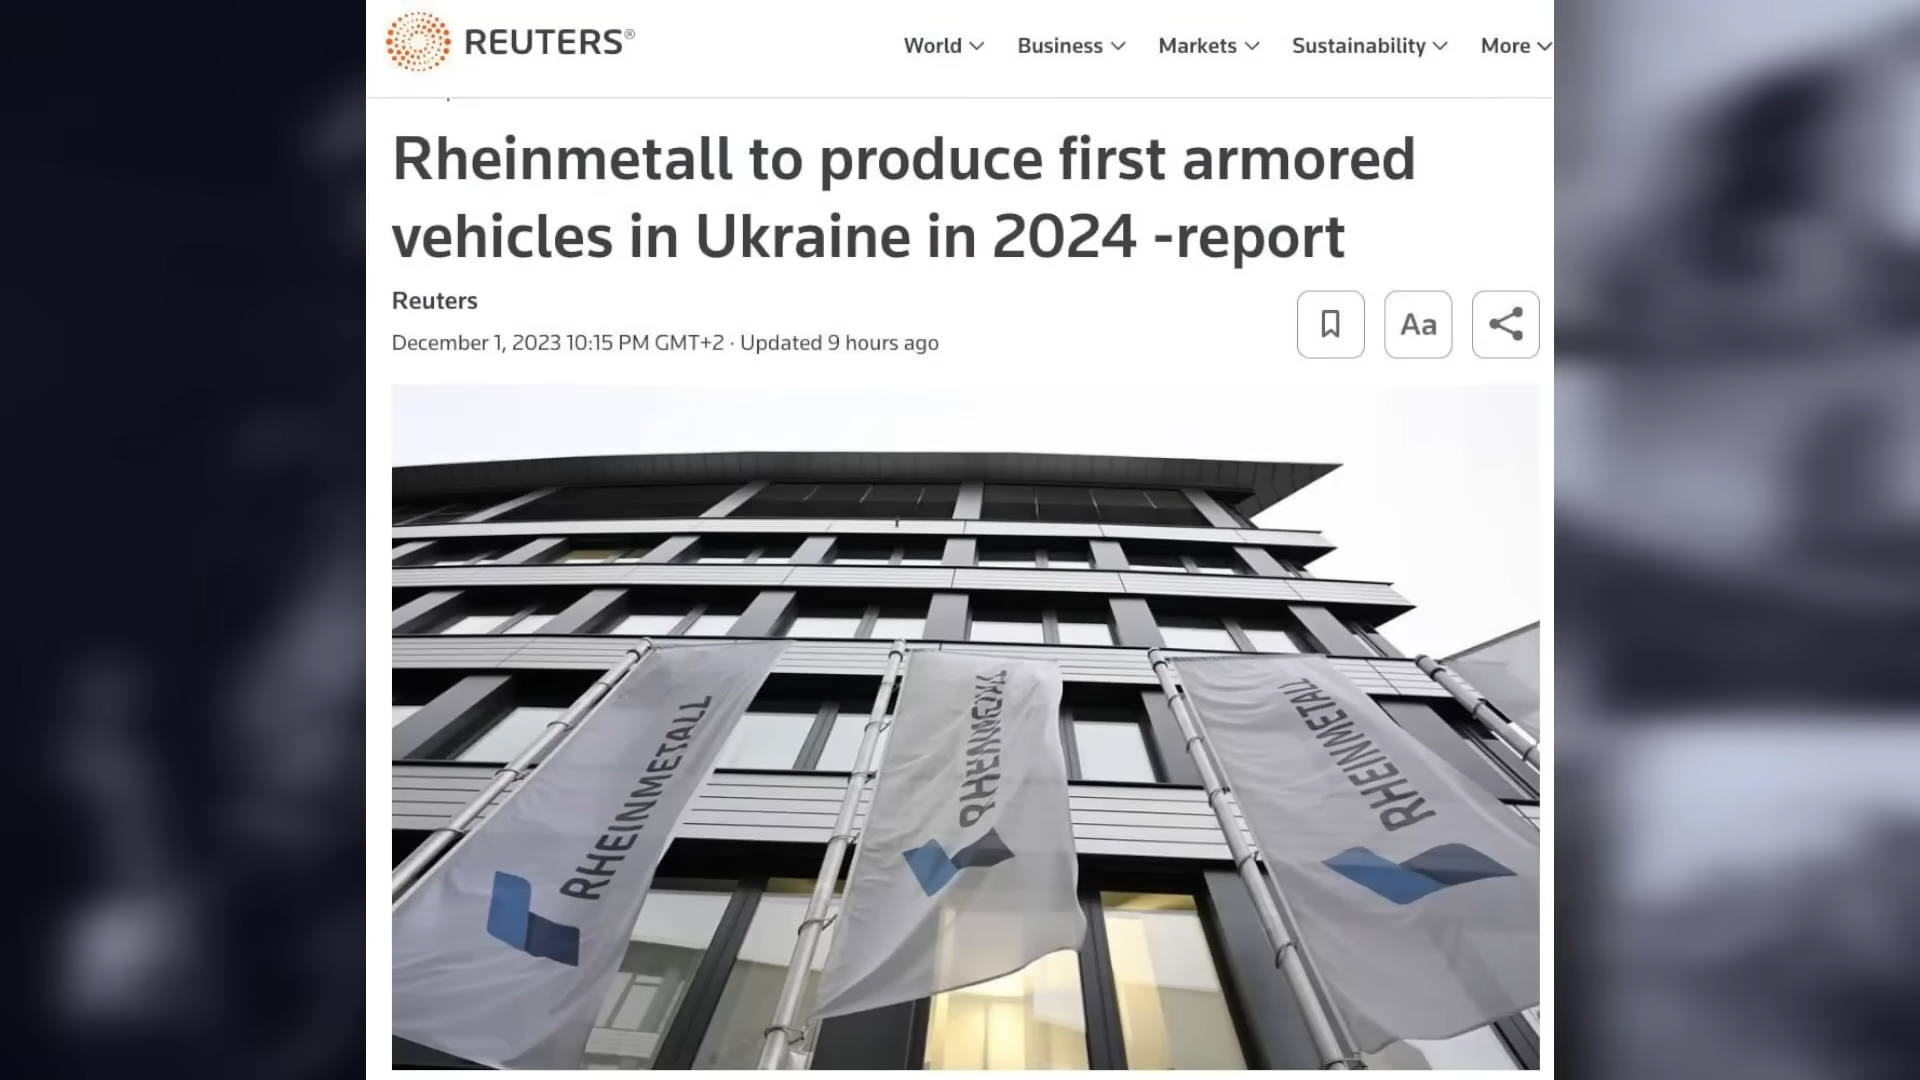 REUTERS®
World Business Markets Sustainability More
Rheinmetall to produce first armored
vehicles in Ukraine in 2024 -report
Reuters
December 1, 2023 10:15 PM GMT+2 · Updated 9 hours ago
Aa
RHEINMETALL
RHEINMETALL
RHEINMETALL